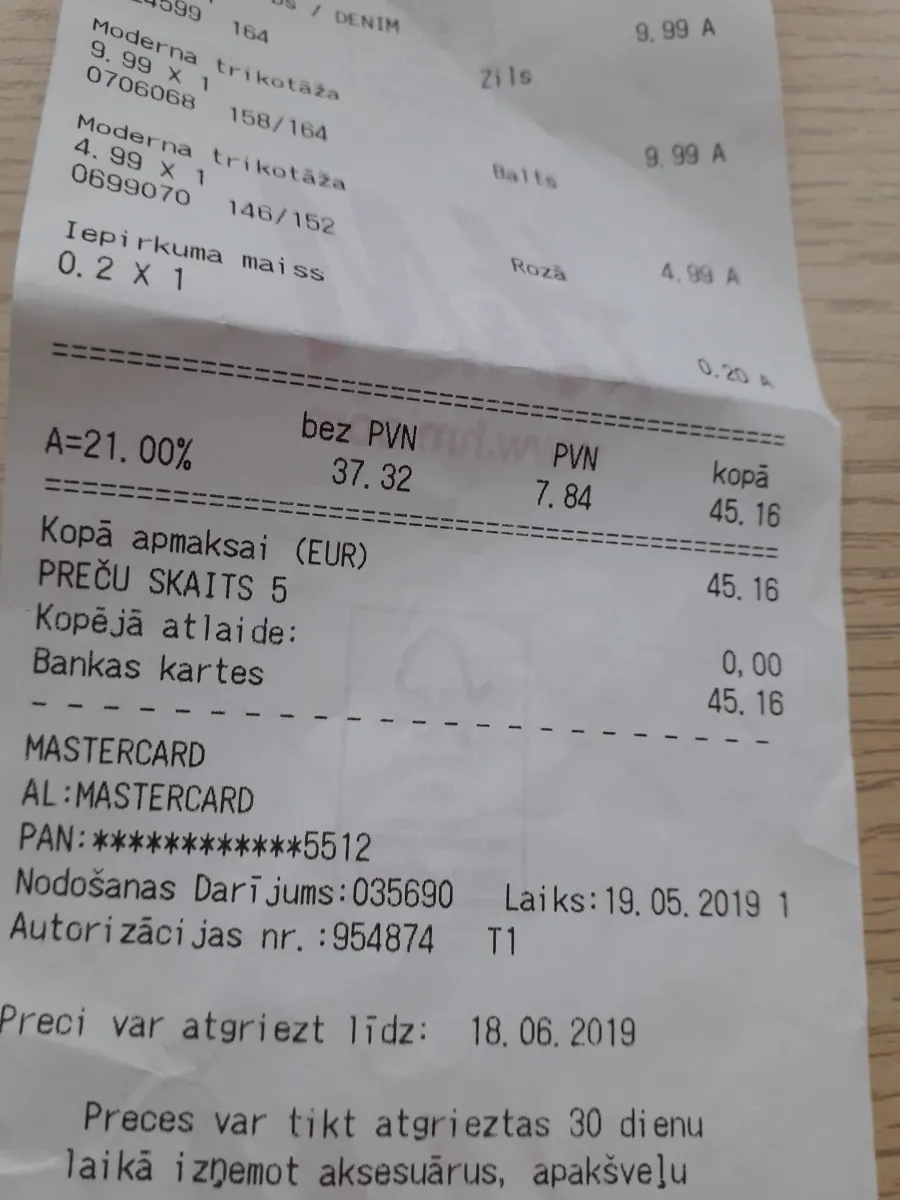 / DENIM 9.99 A
164
Moderna trikotāža Zils
9.99 X 1
0706068 158/164 9.99 A
Moderna trikotāža Balts
4.99 X 1
0699070 146/152
Iepirkuma maiss Rozā 4.99 A
0.2 X 1
0.20 A
bez PVN PVN kopā
A=21.00% 37.32 7.84 45.16
Kopā apmaksai (EUR) 45.16
PREČU SKAITS 5
Kopējā atlaide: 0,00
Bankas kartes 45.16
MASTERCARD
AL:MASTERCARD
PAN:************5512
Nodošanas Darījums:035690 Laiks:19.05.2019 1
Autorizācijas nr.:954874 T1
Preci var atgriezt līdz: 18.06.2019
Preces var tikt atgrieztas 30 dienu
laikā izņemot aksesuārus, apakšveļu